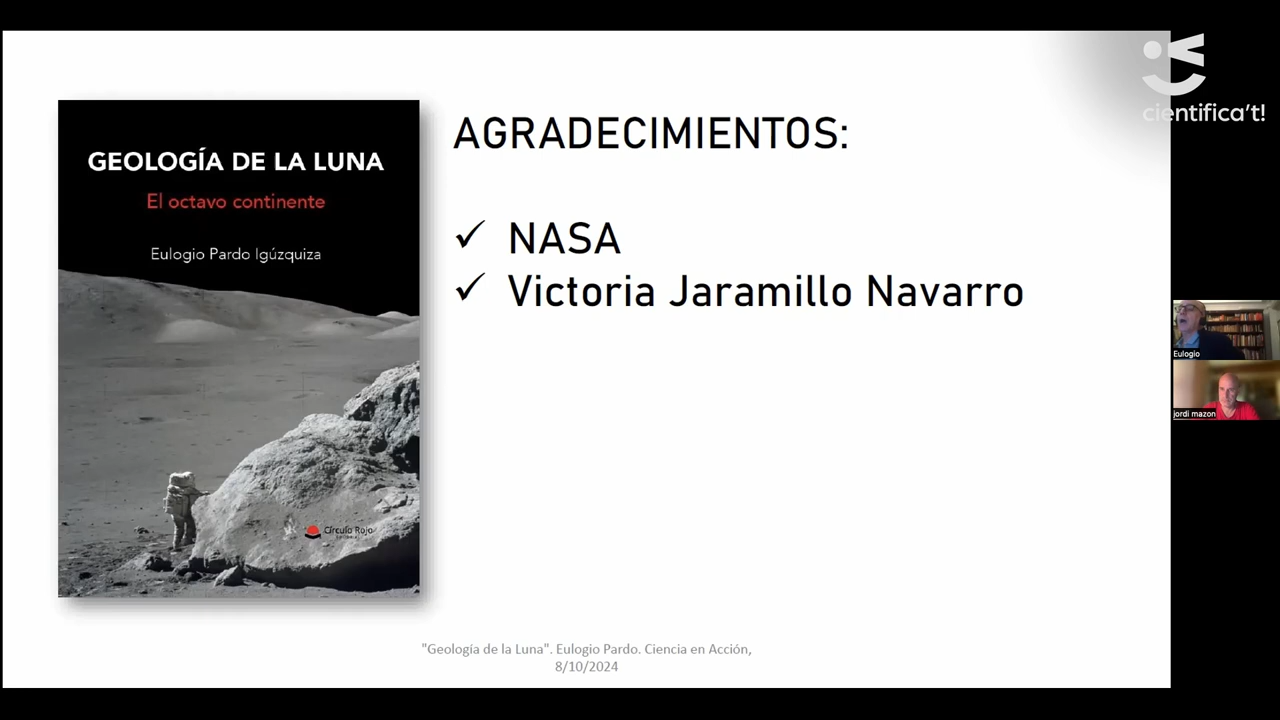 cientifica't!
GEOLOGÍA DE LA LUNA
El octavo continente
Eulogio Pardo Igúzquiza
Círculo Rojo
AGRADECIMIENTOS:
✓ NASA
✓ Victoria Jaramillo Navarro
"Geología de la Luna". Eulogio Pardo. Ciencia en Acción,
8/10/2024
Eulogio
jordi mazon